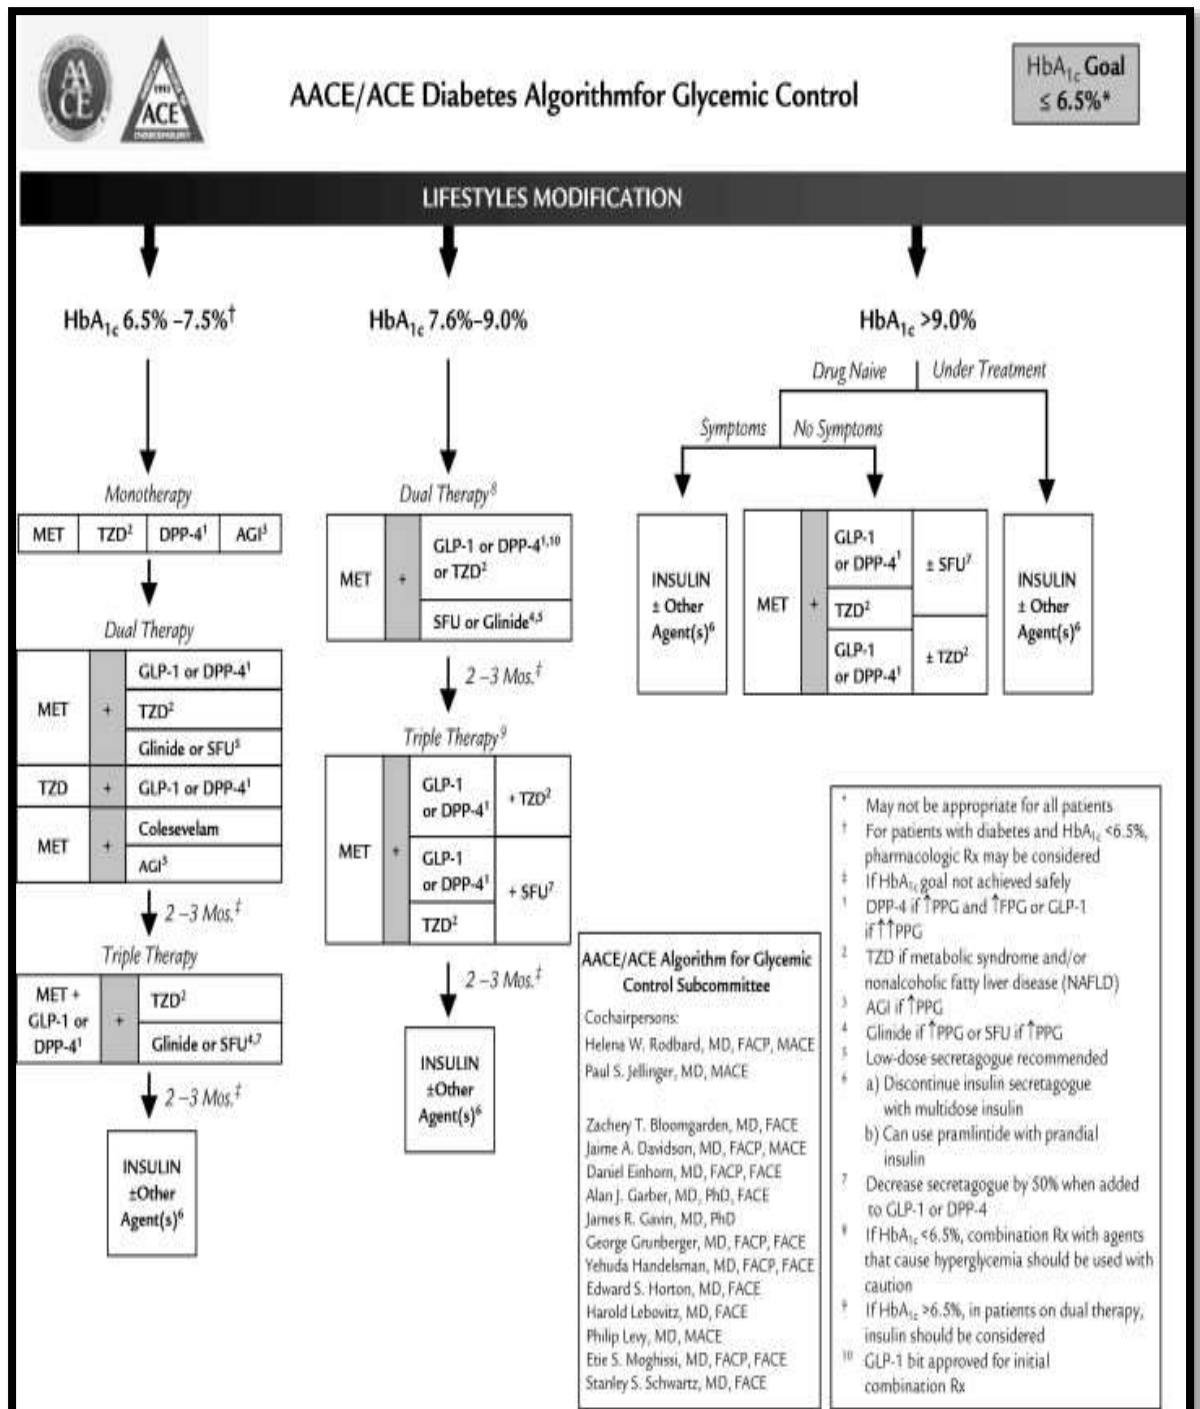 AACE
1991
ACE
AACE/ACE Diabetes Algorithmfor Glycemic Control
HbA1c Goal
≤ 6.5%*
LIFESTYLES MODIFICATION
HbA1c 6.5% –7.5%†
HbA1c 7.6%–9.0%
HbA1c >9.0%
Drug Naive
Under Treatment
Symptoms
No Symptoms
Monotherapy
MET
TZD2
DPP-41
AGI3
Dual Therapy
MET
+
GLP-1 or DPP-41
TZD2
Glinide or SFU5
TZD
+
GLP-1 or DPP-41
MET
+
Colesevelam
AGI3
2 –3 Mos.‡
Triple Therapy
MET +
GLP-1 or
DPP-41
+
TZD2
Glinide or SFU4,7
2 –3 Mos.‡
INSULIN
±Other
Agent(s)6
Dual Therapy8
MET
+
GLP-1 or DPP-41,10
or TZD2
SFU or Glinide4,5
2 –3 Mos.‡
Triple Therapy9
MET
+
GLP-1
or DPP-41
+ TZD2
GLP-1
or DPP-41
TZD2
+ SFU7
2 –3 Mos.‡
INSULIN
±Other
Agent(s)6
INSULIN
± Other
Agent(s)6
MET
+
GLP-1
or DPP-41
TZD2
GLP-1
or DPP-41
± SFU7
± TZD2
INSULIN
± Other
Agent(s)6
AACE/ACE Algorithm for Glycemic
Control Subcommittee
Cochairpersons:
Helena W. Rodbard, MD, FACP, MACE
Paul S. Jellinger, MD, MACE
Zachery T. Bloomgarden, MD, FACE
Jaime A. Davidson, MD, FACP, MACE
Daniel Einhorn, MD, FACP, FACE
Alan J. Garber, MD, PhD, FACE
James R. Gavin, MD, PhD
George Grunberger, MD, FACP, FACE
Yehuda Handelsman, MD, FACP, FACE
Edward S. Horton, MD, FACE
Harold Lebovitz, MD, FACE
Philip Levy, MD, MACE
Etie S. Moghissi, MD, FACP, FACE
Stanley S. Schwartz, MD, FACE
* May not be appropriate for all patients
† For patients with diabetes and HbA1c <6.5%,
pharmacologic Rx may be considered
‡ If HbA1c goal not achieved safely
1 DPP-4 if ↑PPG and ↑FPG or GLP-1
if ↑↑PPG
2 TZD if metabolic syndrome and/or
nonalcoholic fatty liver disease (NAFLD)
3 AGI if ↑PPG
4 Glinide if ↑PPG or SFU if ↑PPG
5 Low-dose secretagogue recommended
6 a) Discontinue insulin secretagogue
with multidose insulin
b) Can use pramlintide with prandial
insulin
7 Decrease secretagogue by 50% when added
to GLP-1 or DPP-4
8 If HbA1c <6.5%, combination Rx with agents
that cause hyperglycemia should be used with
caution
9 If HbA1c >6.5%, in patients on dual therapy,
insulin should be considered
10 GLP-1 bit approved for initial
combination Rx